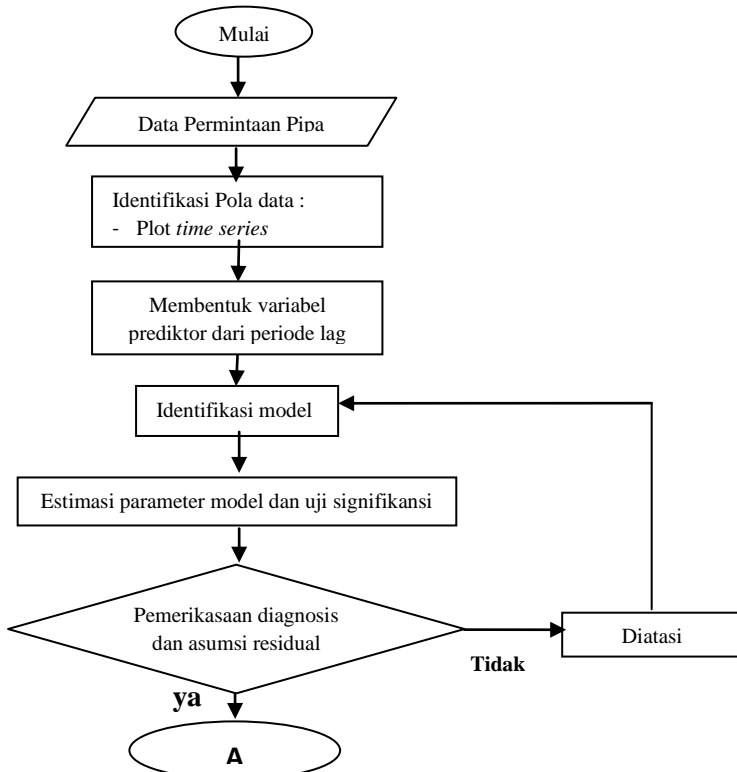 Mulai
Data Permintaan Pipa
Identifikasi Pola data :
- Plot time series
Membentuk variabel
prediktor dari periode lag
Identifikasi model
Estimasi parameter model dan uji signifikansi
Pemerikasaan diagnosis
dan asumsi residual
Tidak
Diatasi
ya
A